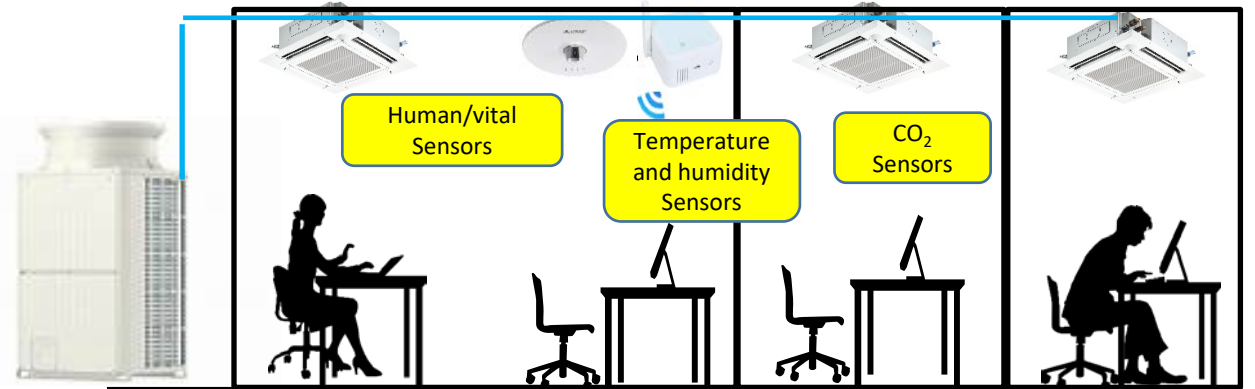 Human/vital
Sensors
Temperature
and humidity
Sensors
CO₂
Sensors